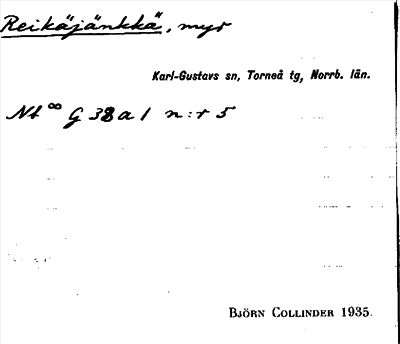 Reikäjänkkä, myr
Karl-Gustavs sn, Torneå tg, Norrb. län.
Nt ∞ G 38 a 1 n:r 5
BJÖRN COLLINDER 1935.